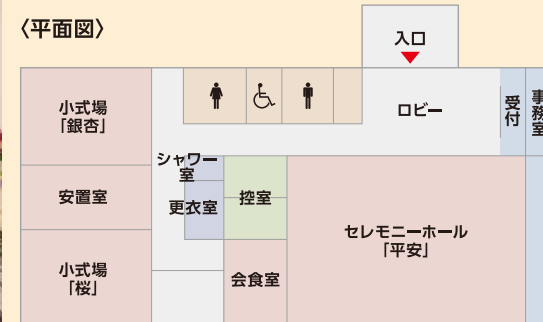 〈平面図〉
入口
小式場
「銀杏」
ロビー
受付
事務室
シャワー
室
安置室
更衣室
控室
セレモニーホール
「平安」
小式場
「桜」
会食室